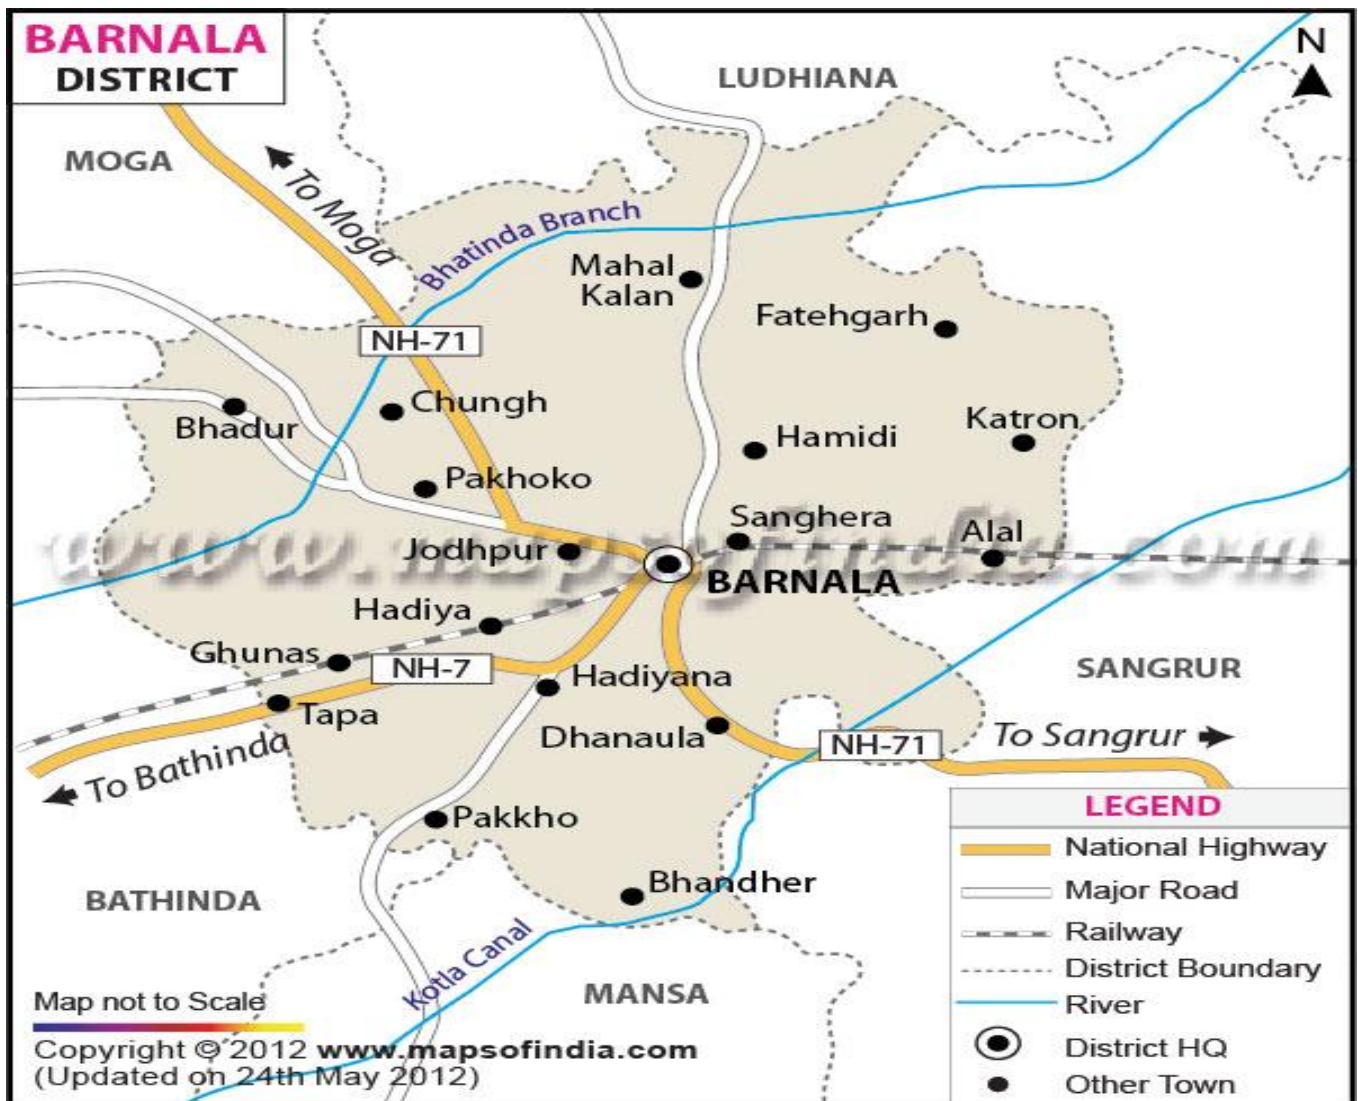 BARNALA
DISTRICT
N
LUDHIANA
MOGA
To Moga
Bhatinda Branch
Mahal
Kalan
Fatehgarh
NH-71
Chungh
Bhadur
Katron
Hamidi
Pakhoko
Sanghera
Alal
www.mapsofindia.com
Jodhpur
BARNALA
Hadiya
Ghunas
NH-7
SANGRUR
Hadiyana
Tapa
Dhanaula
NH-71
To Sangrur
To Bathinda
Pakkho
BATHINDA
Bhandher
Kotla Canal
MANSA
LEGEND
National Highway
Major Road
Railway
District Boundary
River
District HQ
Other Town
Map not to Scale
Copyright © 2012 www.mapsofindia.com
(Updated on 24th May 2012)